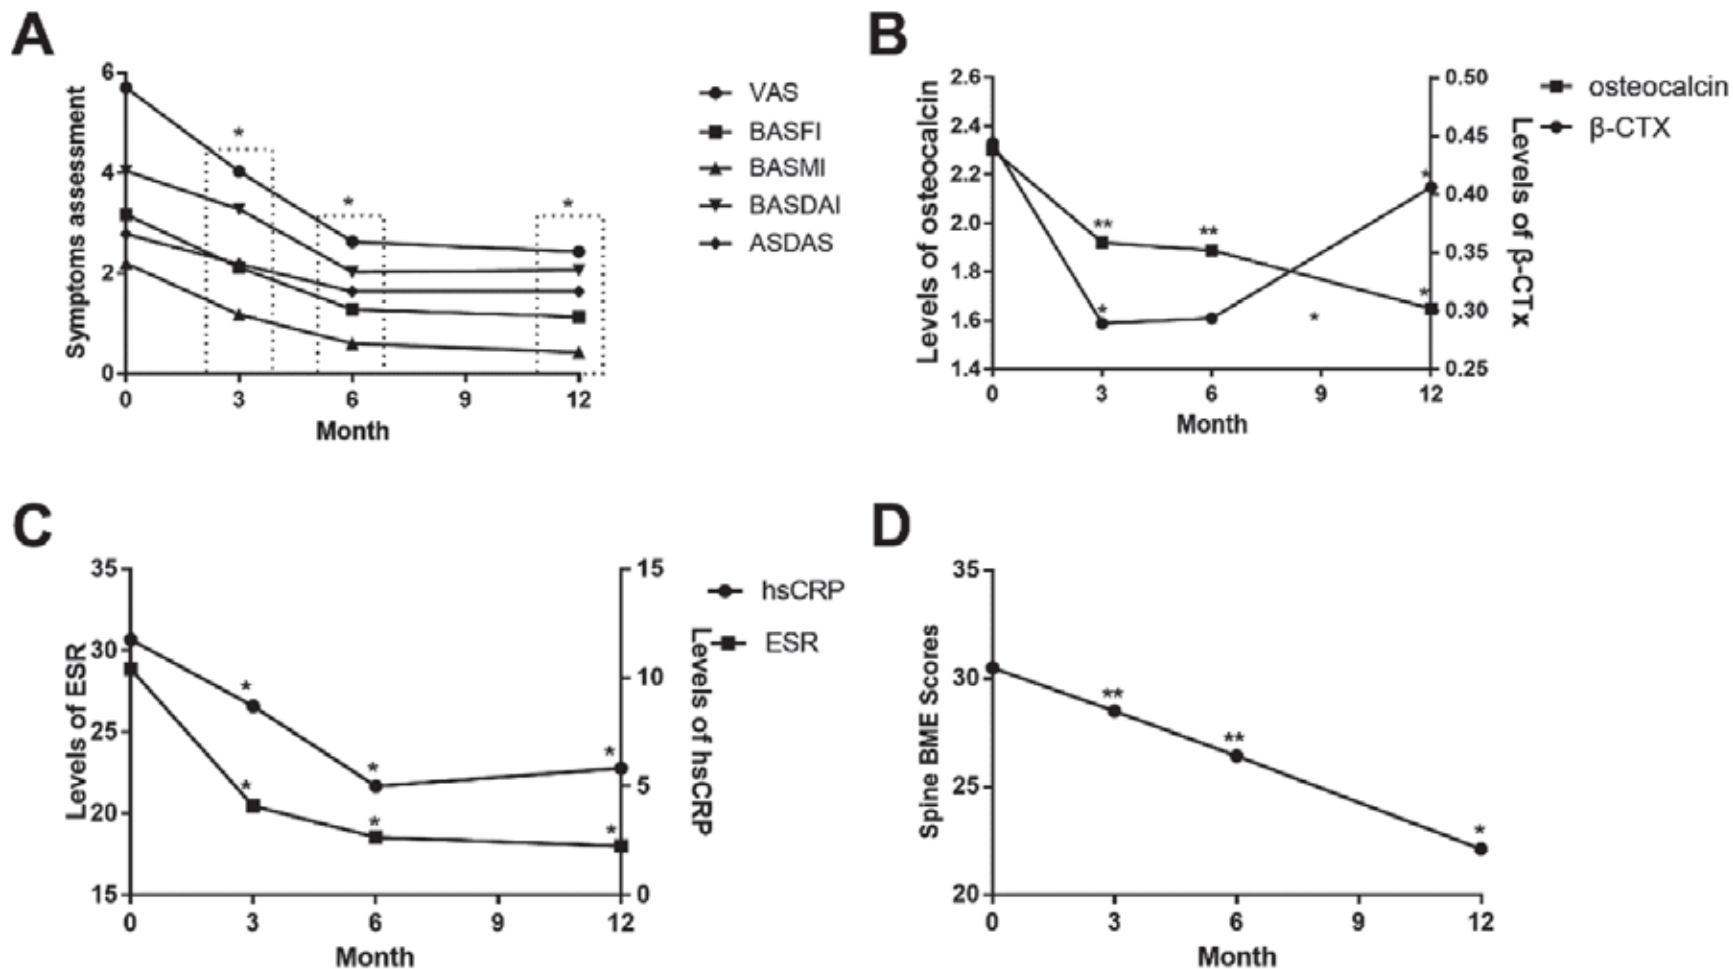 A
6
4
2
0
0 3 6 9 12
Month
Symptoms assessment
*
*
*
VAS
BASFI
BASMI
BASDAI
ASDAS
B
2.6
2.4
2.2
2.0
1.8
1.6
1.4
0.50
0.45
0.40
0.35
0.30
0.25
0 3 6 9 12
Month
Levels of osteocalcin
Levels of β-CTx
**
**
*
*
*
*
osteocalcin
β-CTX
C
35
30
25
20
15
15
10
5
0
0 3 6 9 12
Month
Levels of ESR
Levels of hsCRP
*
*
*
*
*
*
hsCRP
ESR
D
35
30
25
20
0 3 6 9 12
Month
Spine BME Scores
**
**
*